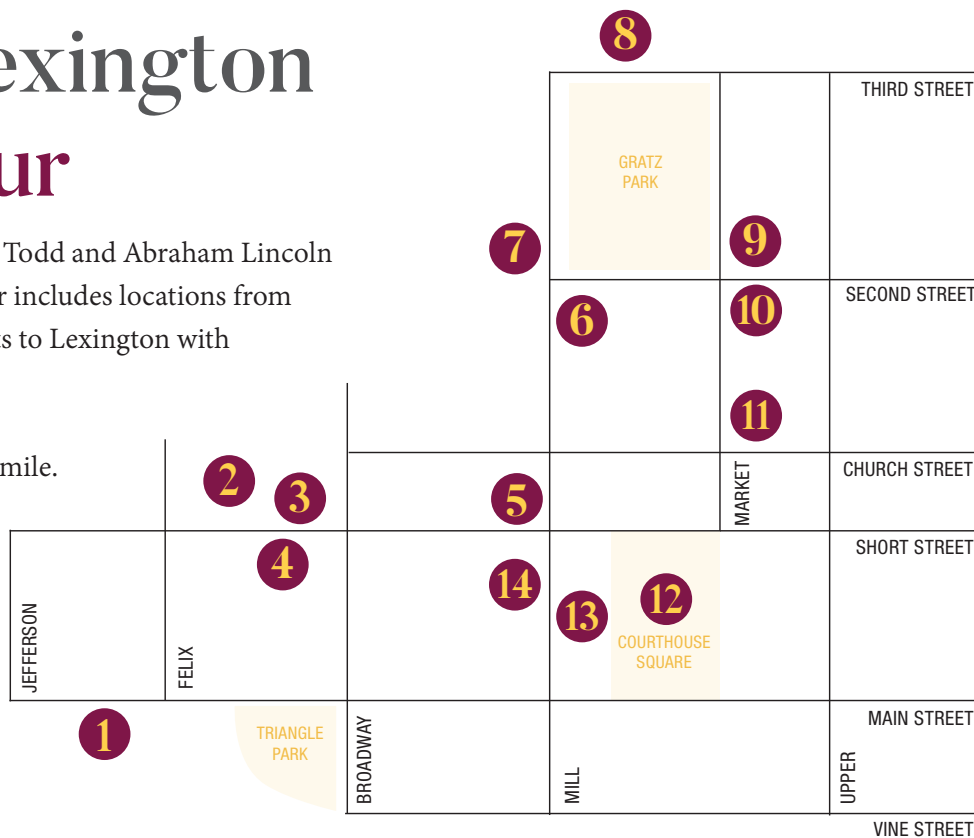 exington
ur
Todd and Abraham Lincoln
r includes locations from
ts to Lexington with
mile.
8
THIRD STREET
GRATZ
PARK
7
9
SECOND STREET
6
10
11
2
3
5
MARKET
CHURCH STREET
SHORT STREET
4
14
13
12
COURTHOUSE
SQUARE
JEFFERSON
FELIX
1
TRIANGLE
PARK
BROADWAY
MILL
UPPER
MAIN STREET
VINE STREET